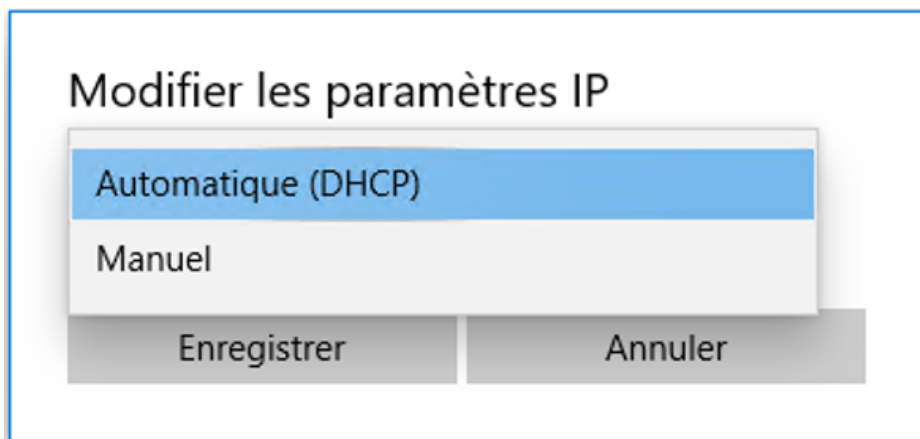 Modifier les paramètres IP
Automatique (DHCP)
Manuel
Enregistrer Annuler